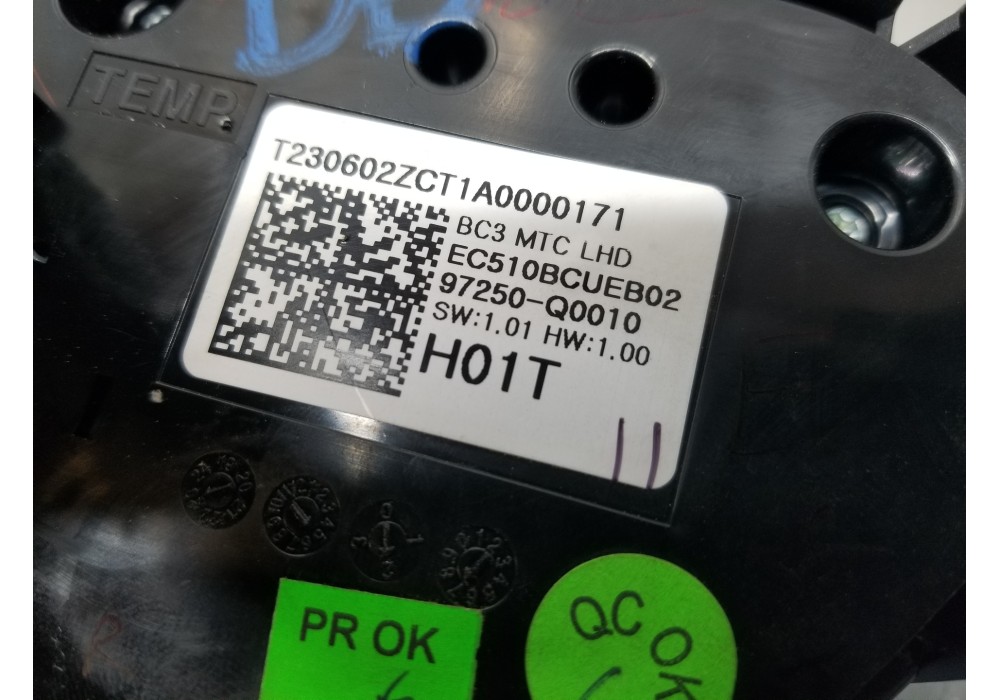 TEMP.
T230602ZCT1A0000171
BC3 MTC LHD
EC510BCUEB02
97250-Q0010
SW:1.01 HW:1.00
H01T
PR OK
QC OK